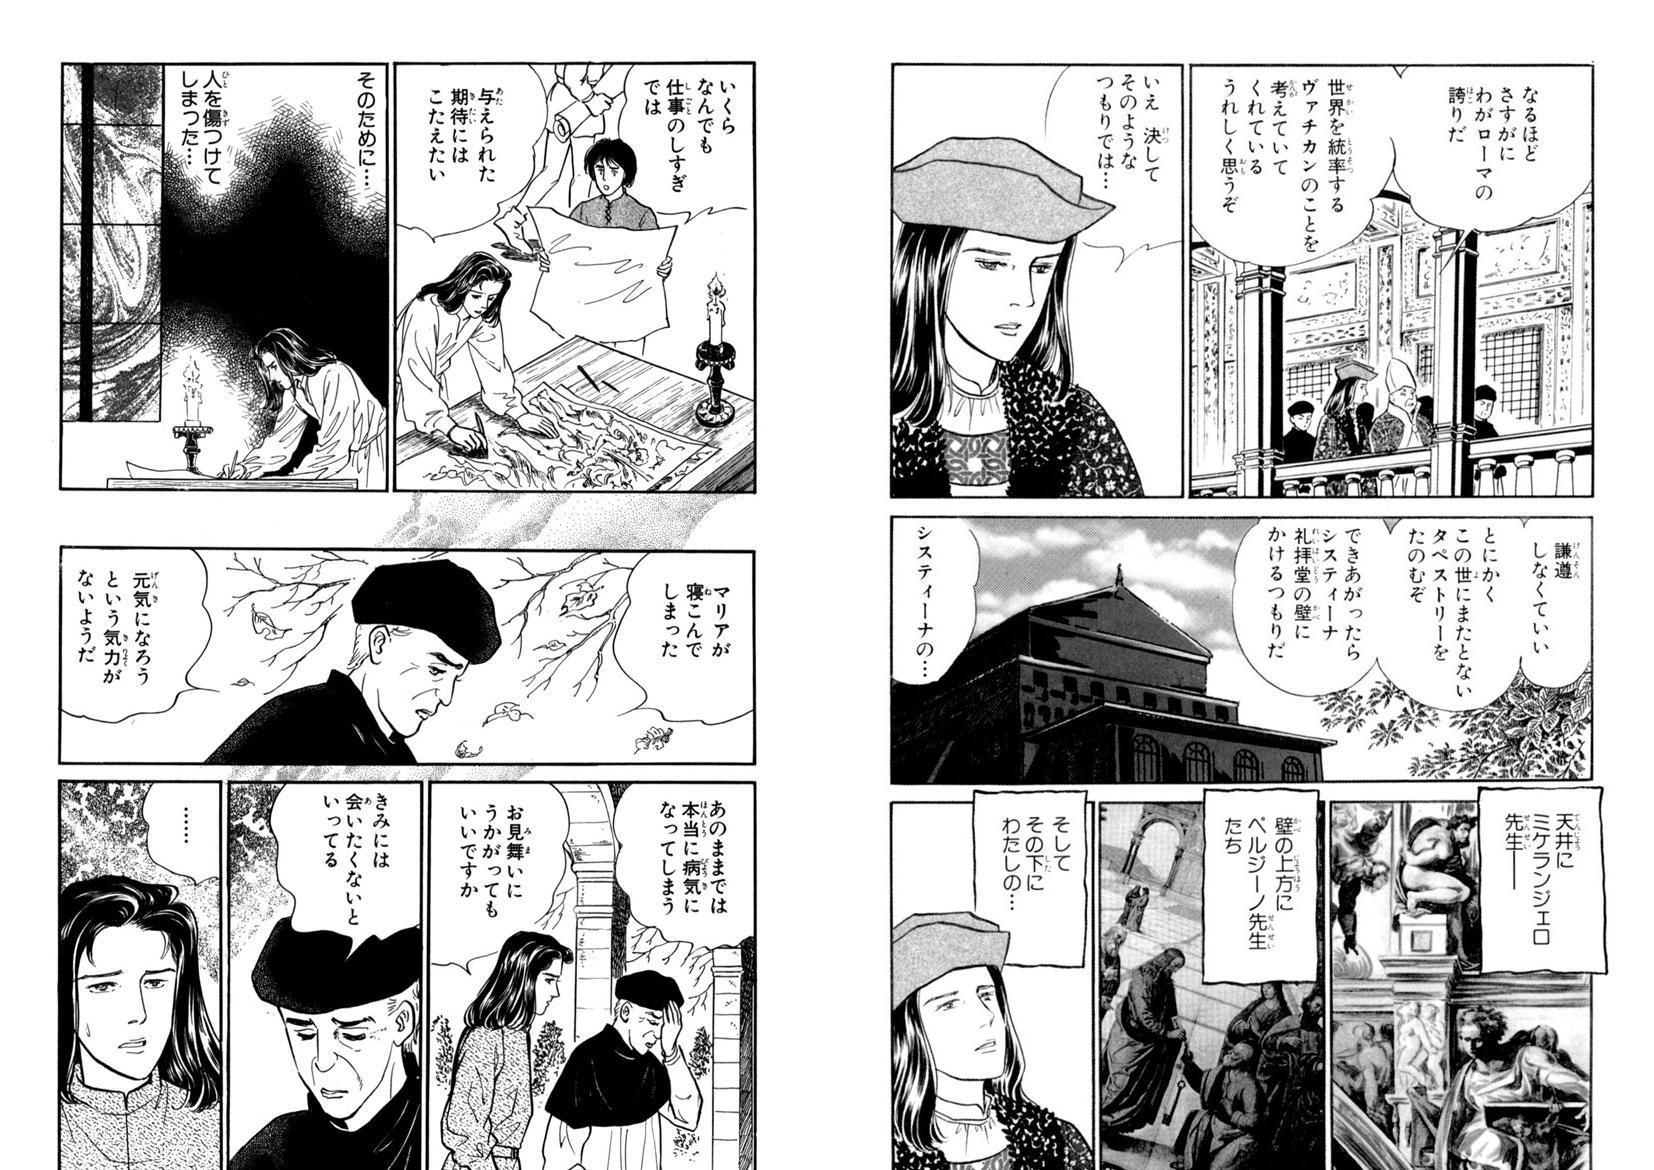 なるほど
さすがに
わがローマの
誇りだ
世界を統率する
ヴァチカンのことを
考えていて
くれている
うれしく思うぞ
いえ 決して
そのような
つもりでは…
謙遜
しなくていい
とにかく
この世にまたとない
タペストリーを
たのむぞ
できあがったら
システィーナ
礼拝堂の壁に
かけるつもりだ
システィーナの…
天井に
ミケランジェロ
先生──
壁の上方に
ペルジーノ先生
たち
そして
その下に
わたしの…
いくら
なんでも
仕事のしすぎ
では
与えられた
期待には
こたえたい
そのために…
人を傷つけて
しまった…
マリアが
寝こんで
しまった
元気になろう
という気力が
ないようだ
あのままでは
本当に病気に
なってしまう
お見舞いに
うかがっても
いいですか
きみには
会いたくないと
いってる
……